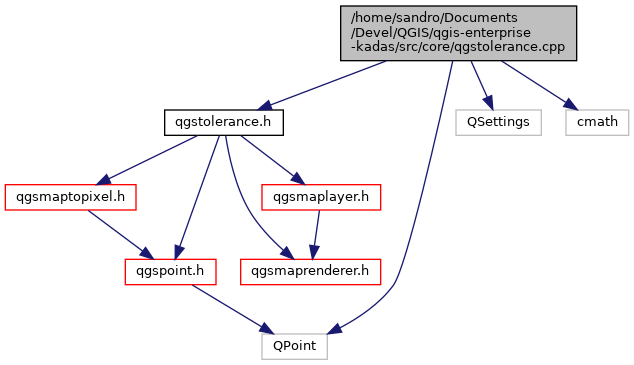 /home/sandro/Documents
/Devel/QGIS/qgis-enterprise
-kadas/src/core/qgstolerance.cpp
qgstolerance.h
QSettings
cmath
qgsmaptopixel.h
qgsmaplayer.h
qgspoint.h
qgsmaprenderer.h
QPoint